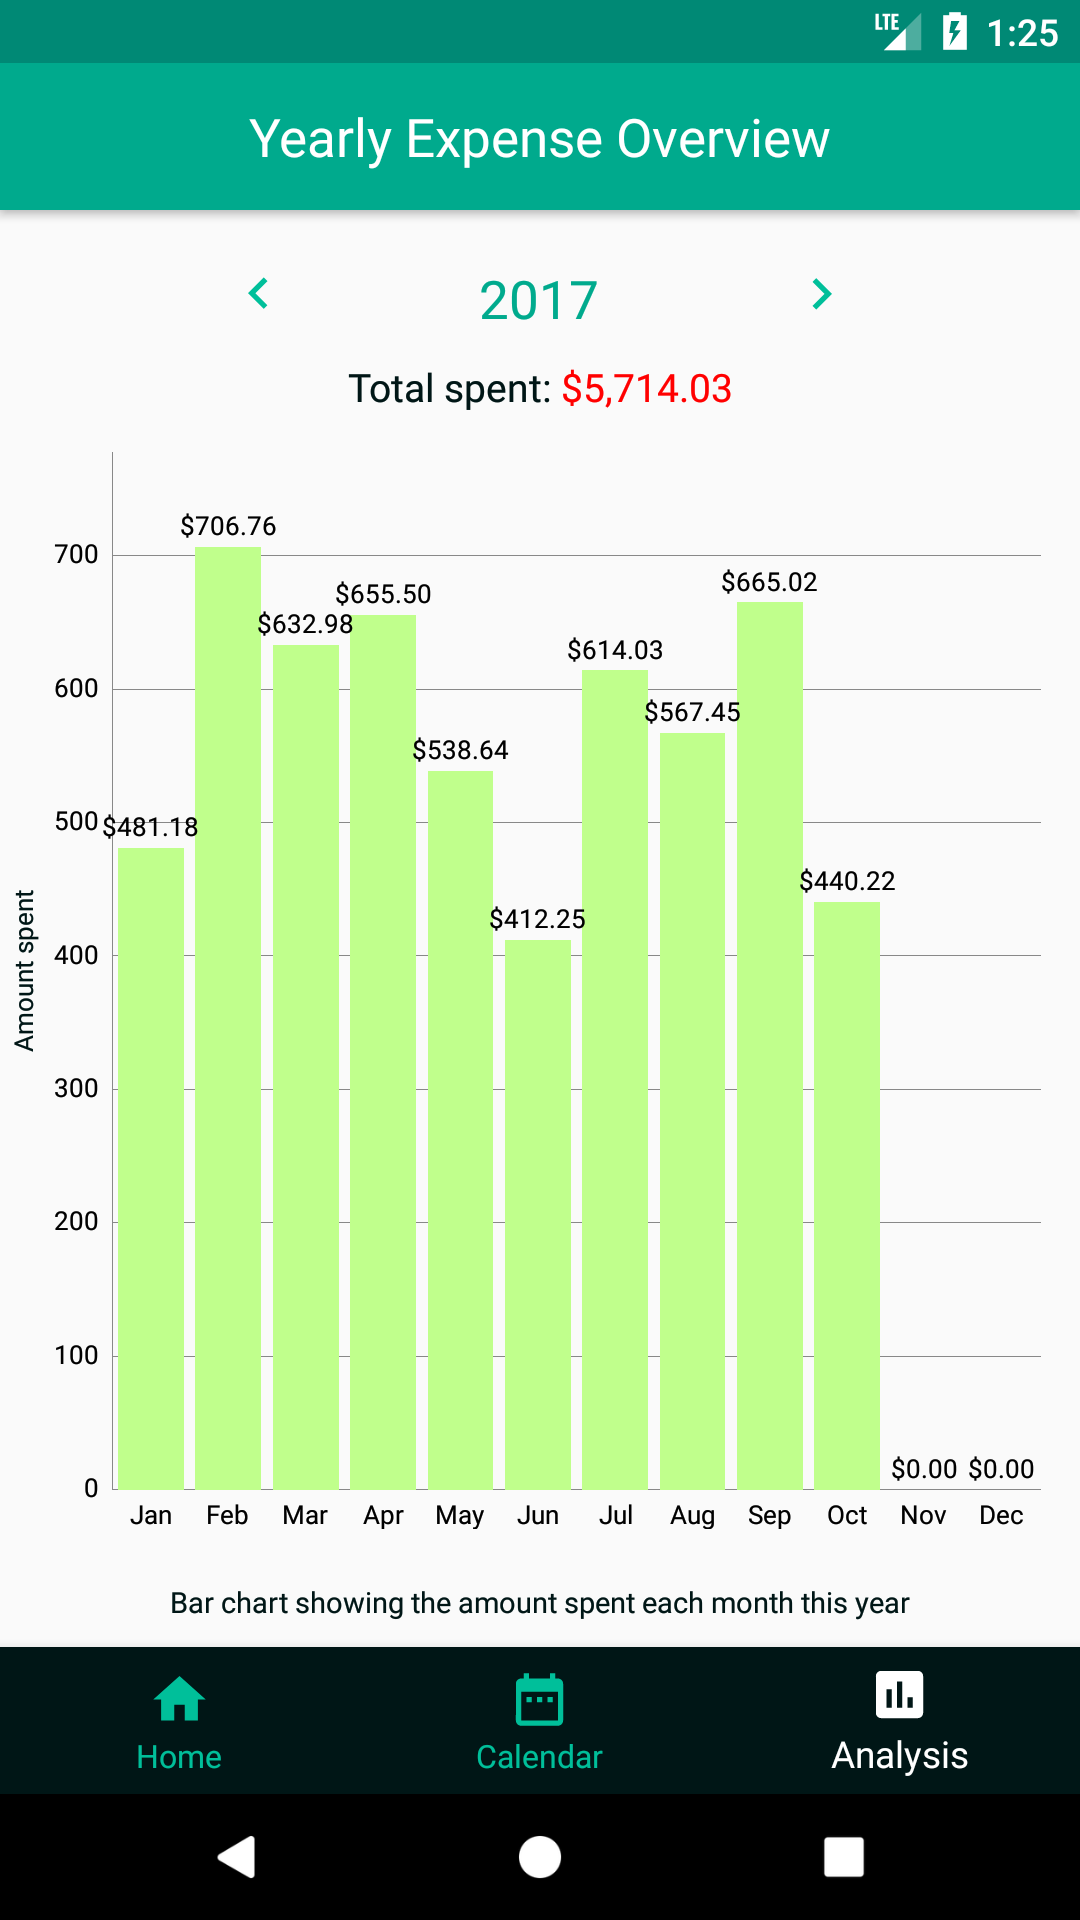 LTE 1:25
Yearly Expense Overview
2017
Total spent: $5,714.03
$706.76
700
$665.02
$655.50
$632.98
$614.03
600
$567.45
$538.64
500
$481.18
$440.22
$412.25
400
Amount spent
300
200
100
$0.00 $0.00
0
Jan Feb Mar Apr May Jun Jul Aug Sep Oct Nov Dec
Bar chart showing the amount spent each month this year
Home Calendar Analysis